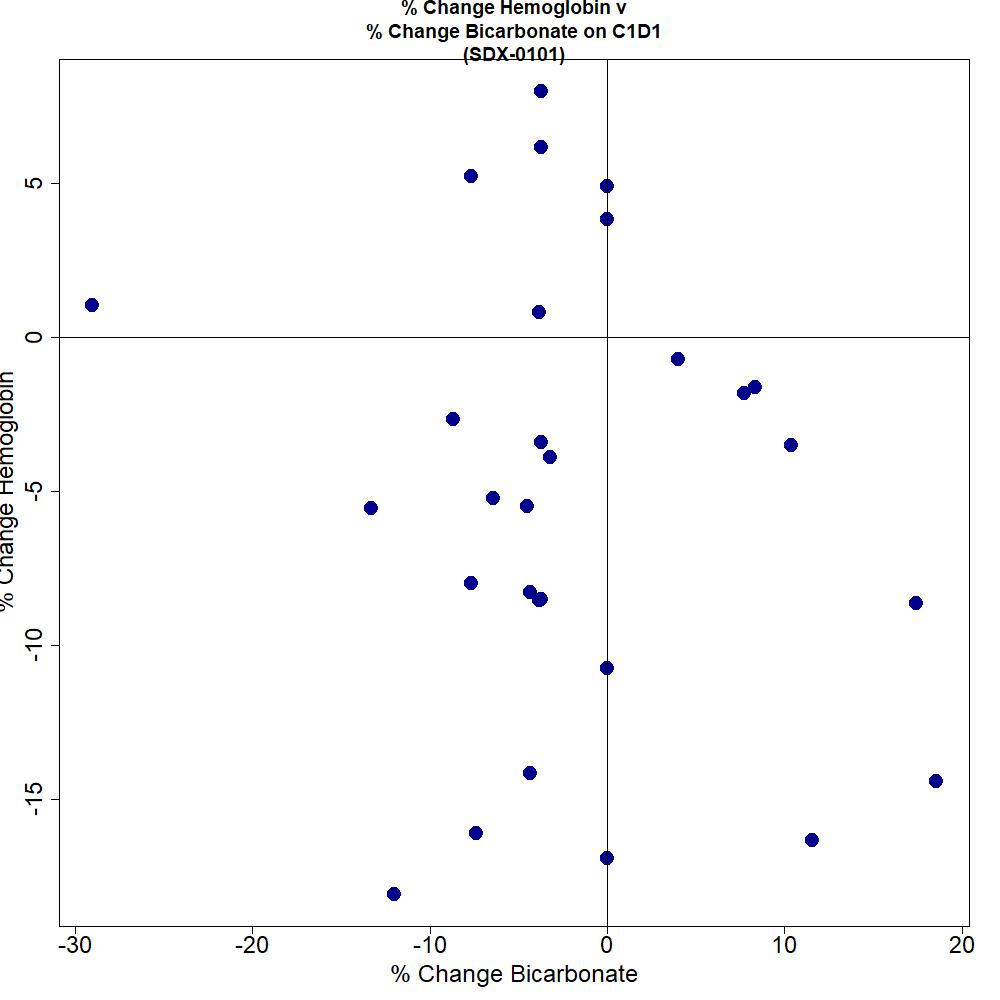 % Change Hemoglobin v
% Change Bicarbonate on C1D1
(SDX-0101)
5
0
-5
-10
-15
% Change Hemoglobin
-30 -20 -10 0 10 20
% Change Bicarbonate